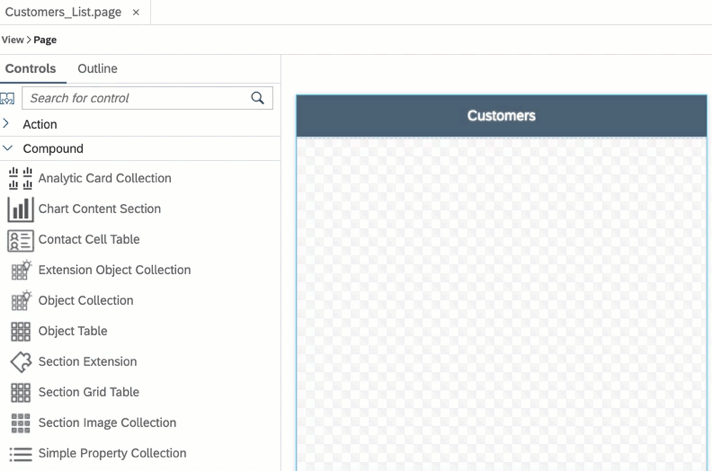 Customers_List.page ×
View > Page
Controls Outline
Search for control
Action
Compound
Analytic Card Collection
Chart Content Section
Contact Cell Table
Extension Object Collection
Object Collection
Object Table
Section Extension
Section Grid Table
Section Image Collection
Simple Property Collection
Customers